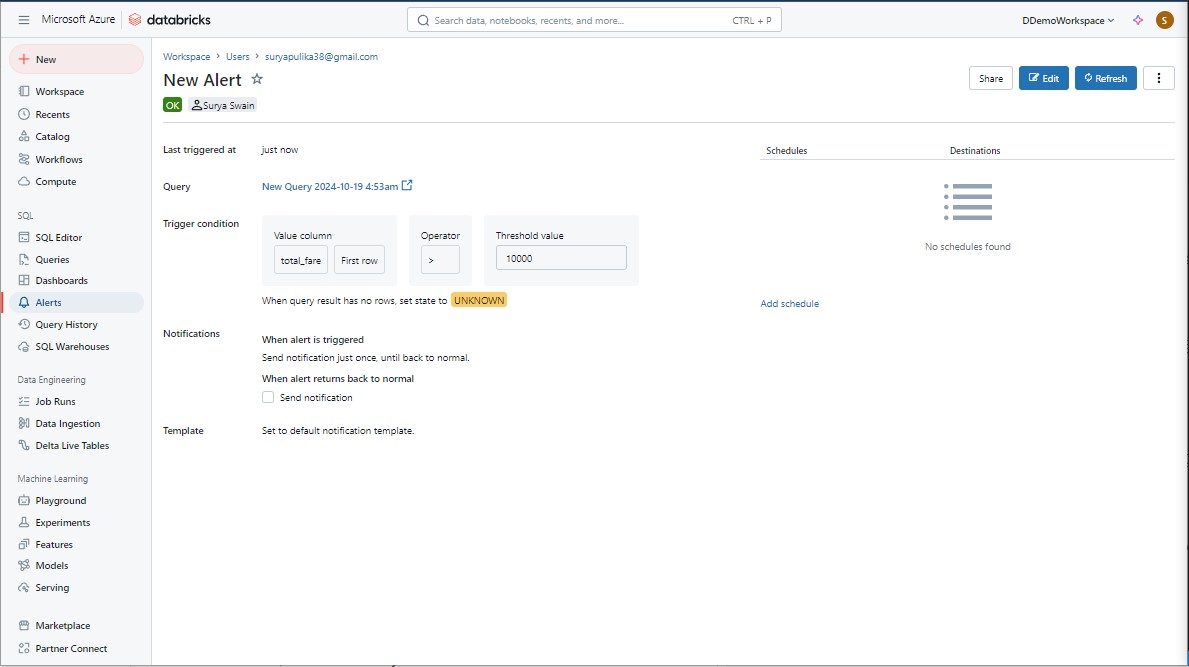 Microsoft Azure databricks Search data, notebooks, recents, and more... CTRL + P DDemoWorkspace S
New
Workspace
Recents
Catalog
Workflows
Compute
SQL
SQL Editor
Queries
Dashboards
Alerts
Query History
SQL Warehouses
Data Engineering
Job Runs
Data Ingestion
Delta Live Tables
Machine Learning
Playground
Experiments
Features
Models
Serving
Marketplace
Partner Connect
Workspace > Users > suryapulika38@gmail.com
New Alert
Share Edit Refresh
OK Surya Swain
Last triggered at just now
Query New Query 2024-10-19 4:53am
Trigger condition
Value column Operator Threshold value
total_fare First row > 10000
When query result has no rows, set state to UNKNOWN
Notifications
When alert is triggered
Send notification just once, until back to normal.
When alert returns back to normal
Send notification
Template Set to default notification template.
Schedules Destinations
No schedules found
Add schedule